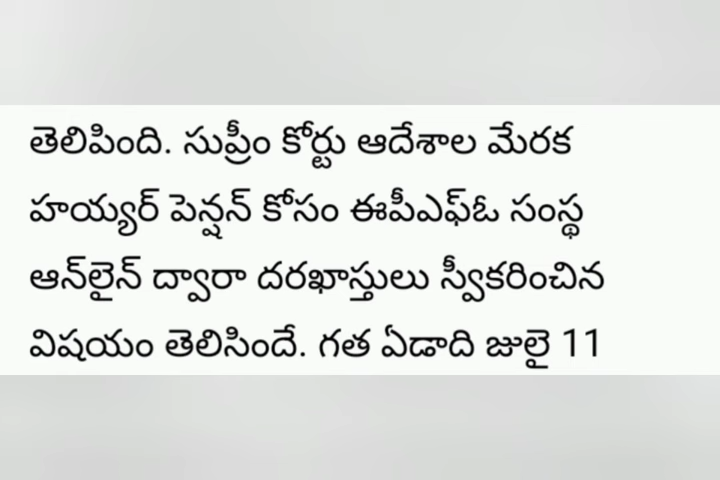 తెలిపింది. సుప్రీం కోర్టు ఆదేశాల మేరక
హయ్యర్ పెన్షన్ కోసం ఈపీఎఫ్ఓ సంస్థ
ఆన్‌లైన్ ద్వారా దరఖాస్తులు స్వీకరించిన
విషయం తెలిసిందే. గత ఏడాది జులై 11